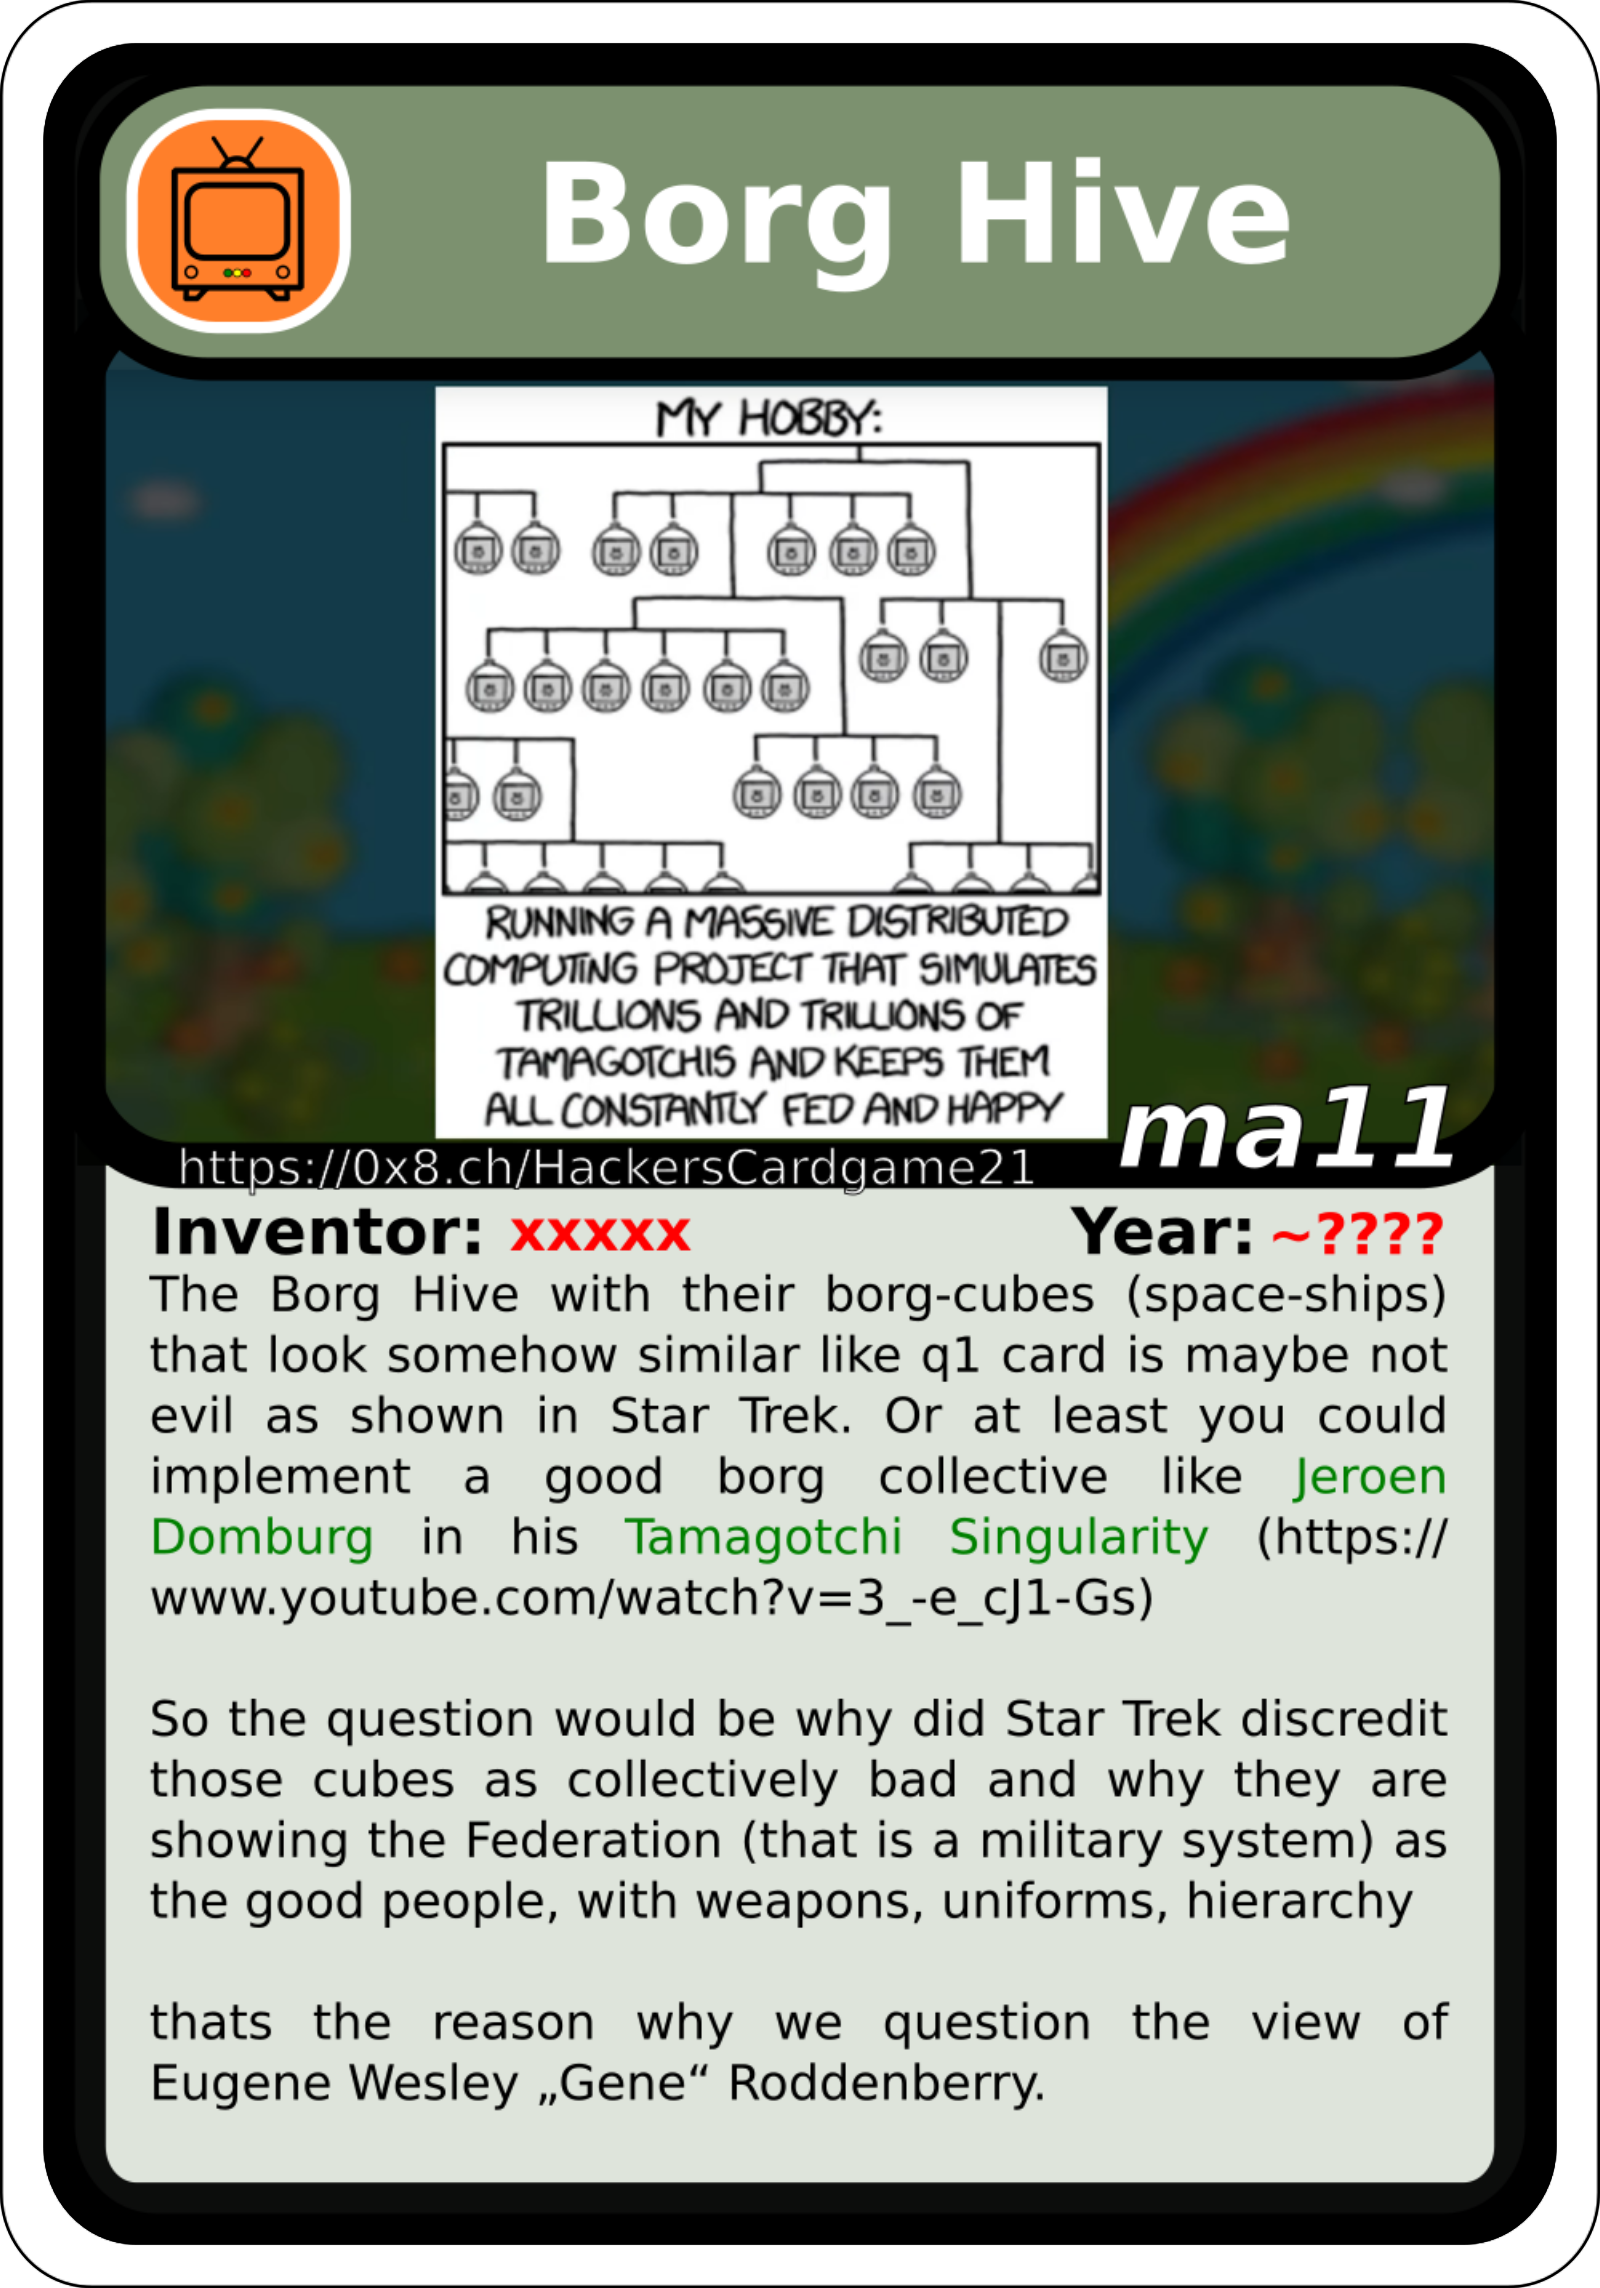 Borg Hive
MY HOBBY:
RUNNING A MASSIVE DISTRIBUTED
COMPUTING PROJECT THAT SIMULATES
TRILLIONS AND TRILLIONS OF
TAMAGOTCHIS AND KEEPS THEM
ALL CONSTANTLY FED AND HAPPY
ma11
https://0x8.ch/HackersCardgame21
Inventor: xxxxx Year: ~????
The Borg Hive with their borg-cubes (space-ships)
that look somehow similar like q1 card is maybe not
evil as shown in Star Trek. Or at least you could
implement a good borg collective like Jeroen
Domburg in his Tamagotchi Singularity (https://
www.youtube.com/watch?v=3_-e_cJ1-Gs)
So the question would be why did Star Trek discredit
those cubes as collectively bad and why they are
showing the Federation (that is a military system) as
the good people, with weapons, uniforms, hierarchy
thats the reason why we question the view of
Eugene Wesley „Gene“ Roddenberry.